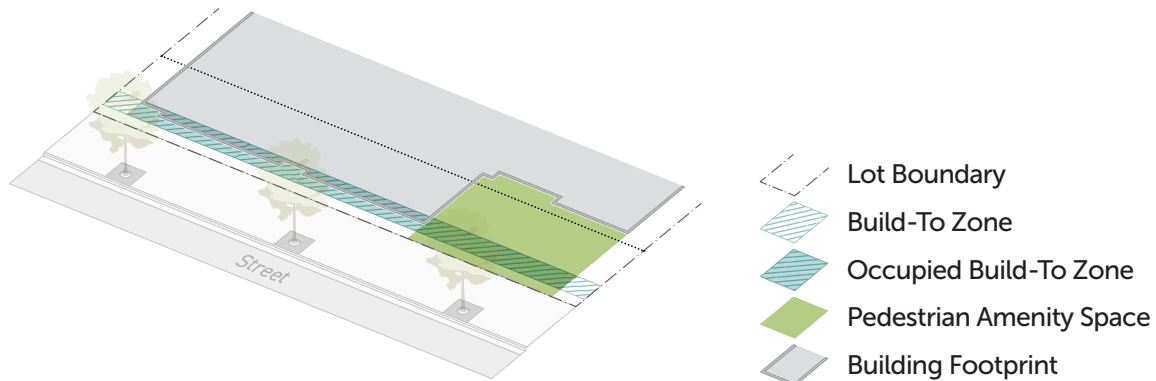 Street
Lot Boundary
Build-To Zone
Occupied Build-To Zone
Pedestrian Amenity Space
Building Footprint